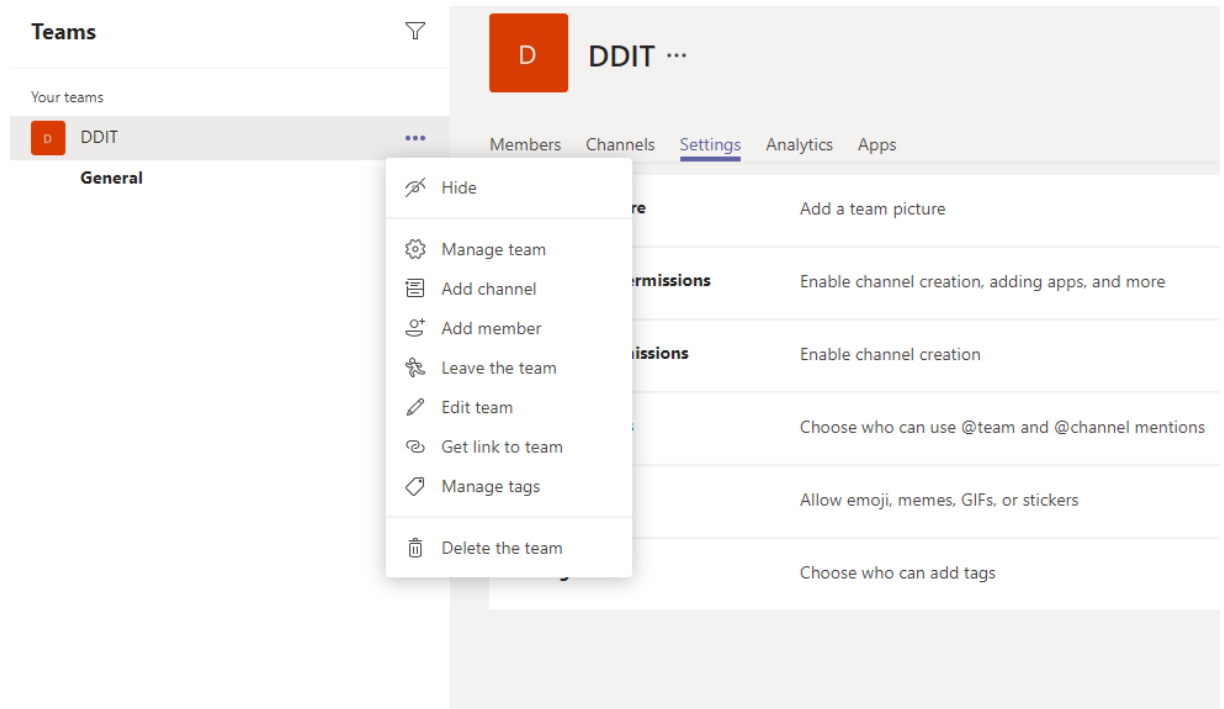 Teams
Your teams
D DDIT
General
Hide
Manage team
Add channel
Add member
Leave the team
Edit team
Get link to team
Manage tags
Delete the team
D DDIT
Members Channels Settings Analytics Apps
re Add a team picture
ermissions Enable channel creation, adding apps, and more
issions Enable channel creation
Choose who can use @team and @channel mentions
Allow emoji, memes, GIFs, or stickers
Choose who can add tags